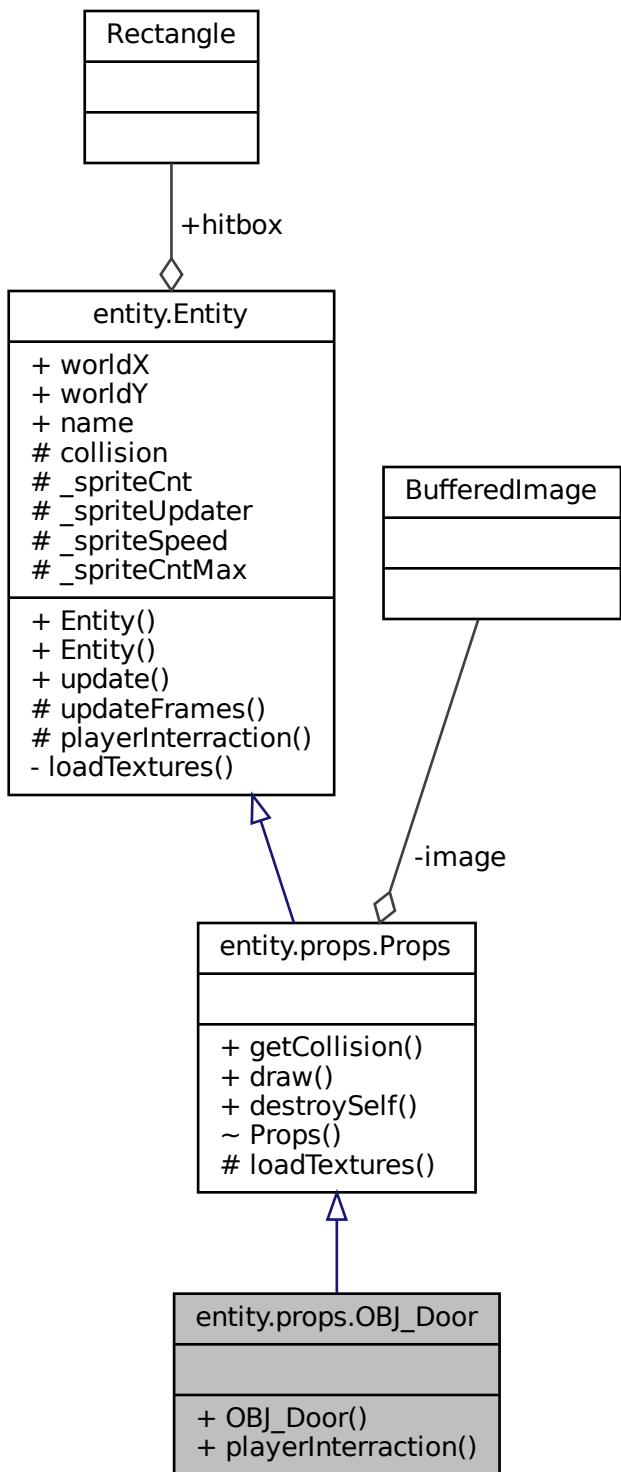 Rectangle
+hitbox
entity.Entity
+ worldX
+ worldY
+ name
# collision
# _spriteCnt
# _spriteUpdater
# _spriteSpeed
# _spriteCntMax
+ Entity()
+ Entity()
+ update()
# updateFrames()
# playerInterraction()
- loadTextures()
BufferedImage
-image
entity.props.Props
+ getCollision()
+ draw()
+ destroySelf()
~ Props()
# loadTextures()
entity.props.OBJ_Door
+ OBJ_Door()
+ playerInterraction()